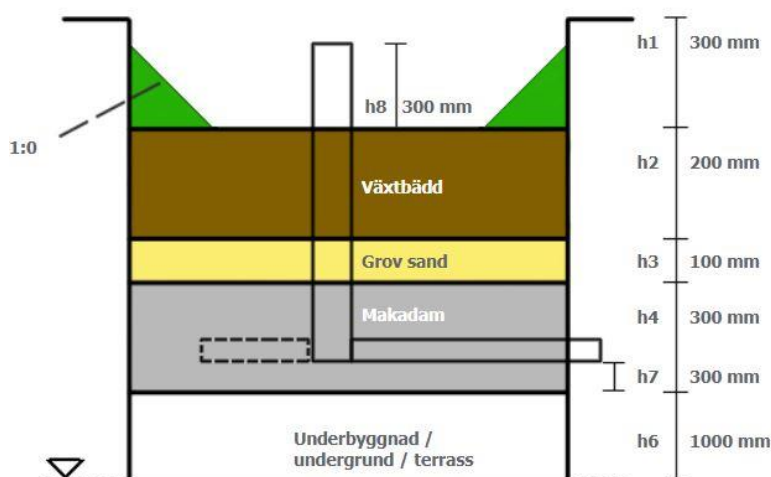 h1 300 mm
h8 300 mm
1:0
h2 200 mm
Växtbädd
Grov sand
h3 100 mm
Makadam
h4 300 mm
h7 300 mm
Underbyggnad /
undergrund / terrass
h6 1000 mm